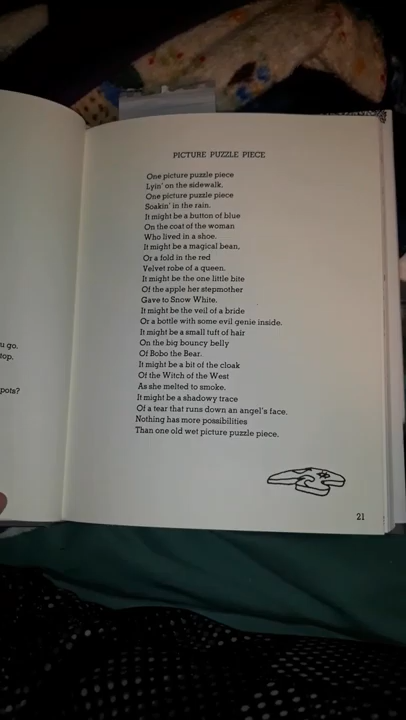 PICTURE PUZZLE PIECE
One picture puzzle piece
Lyin' on the sidewalk,
One picture puzzle piece
Soakin' in the rain.
It might be a button of blue
On the coat of the woman
Who lived in a shoe.
It might be a magical bean,
Or a fold in the red
Velvet robe of a queen.
It might be the one little bite
Of the apple her stepmother
Gave to Snow White.
It might be the veil of a bride
Or a bottle with some evil genie inside.
It might be a small tuft of hair
On the big bouncy belly
Of Bobo the Bear.
It might be a bit of the cloak
Of the Witch of the West
As she melted to smoke.
It might be a shadowy trace
Of a tear that runs down an angel's face.
Nothing has more possibilities
Than one old wet picture puzzle piece.
21
u go.
top,
pots?